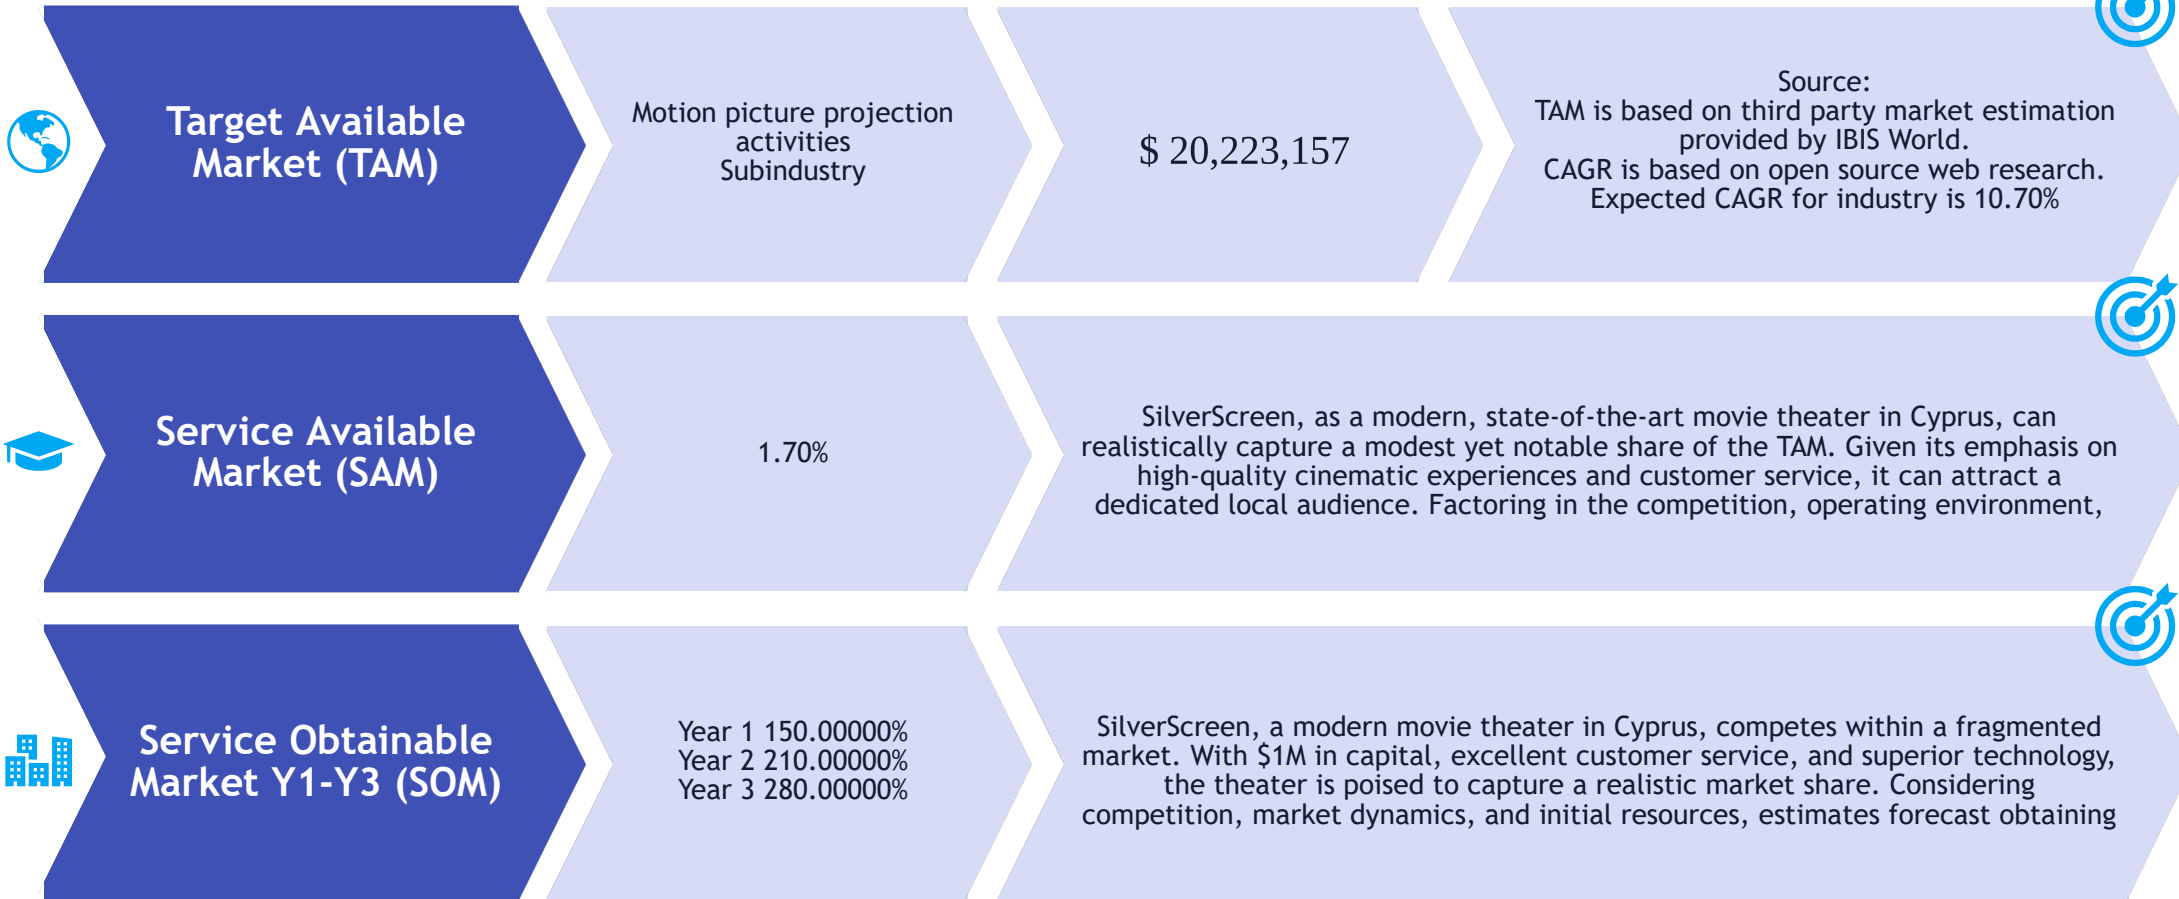 Target Available
Market (TAM)
Motion picture projection
activities
Subindustry
$ 20,223,157
Source:
TAM is based on third party market estimation
provided by IBIS World.
CAGR is based on open source web research.
Expected CAGR for industry is 10.70%
Service Available
Market (SAM)
1.70%
SilverScreen, as a modern, state-of-the-art movie theater in Cyprus, can
realistically capture a modest yet notable share of the TAM. Given its emphasis on
high-quality cinematic experiences and customer service, it can attract a
dedicated local audience. Factoring in the competition, operating environment,
Service Obtainable
Market Y1-Y3 (SOM)
Year 1 150.00000%
Year 2 210.00000%
Year 3 280.00000%
SilverScreen, a modern movie theater in Cyprus, competes within a fragmented
market. With $1M in capital, excellent customer service, and superior technology,
the theater is poised to capture a realistic market share. Considering
competition, market dynamics, and initial resources, estimates forecast obtaining